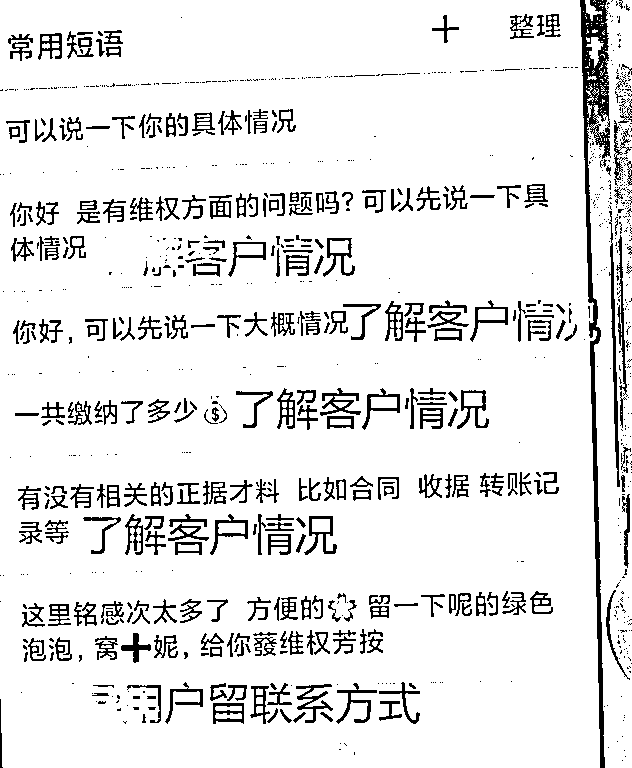 常用短语
+ 整理
可以说一下你的具体情况
你好 是有维权方面的问题吗?可以先说一下具
体情况
解客户情况
你好, 可以先说一下大概情况
了解客户情况
一共缴纳了多少💰
了解客户情况
有没有相关的正据才料 比如合同 收据 转账记
录等
了解客户情况
这里铭感次太多了 方便的 留一下呢的绿色
泡泡, 窝➕妮, 给你蕟维权芳按
用户留联系方式